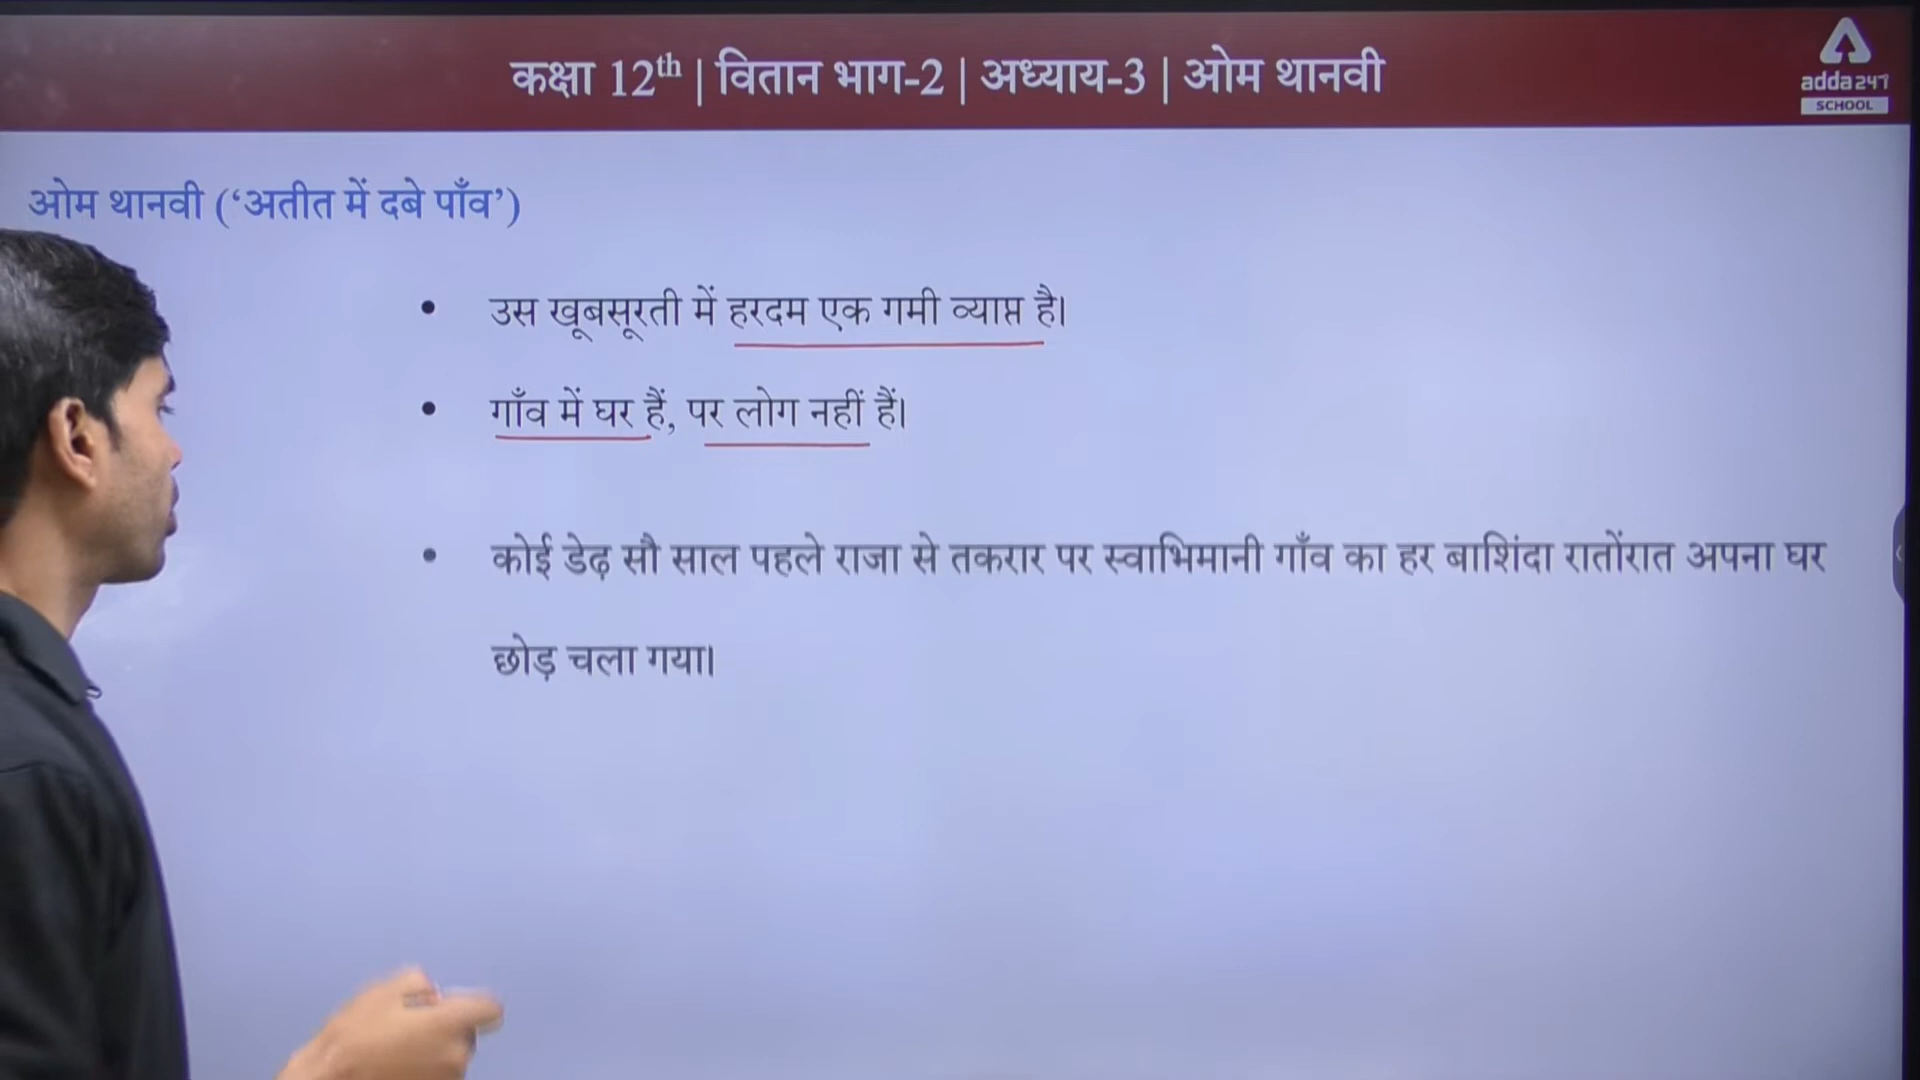 कक्षा 12th | वितान भाग-2 | अध्याय-3 | ओम थानवी
adda247
SCHOOL
ओम थानवी (‘अतीत में दबे पाँव’)
• उस खूबसूरती में हरदम एक गमी व्याप्त है।
• गाँव में घर हैं, पर लोग नहीं हैं।
• कोई डेढ़ सौ साल पहले राजा से तकरार पर स्वाभिमानी गाँव का हर बाशिंदा रातोंरात अपना घर
छोड़ चला गया।